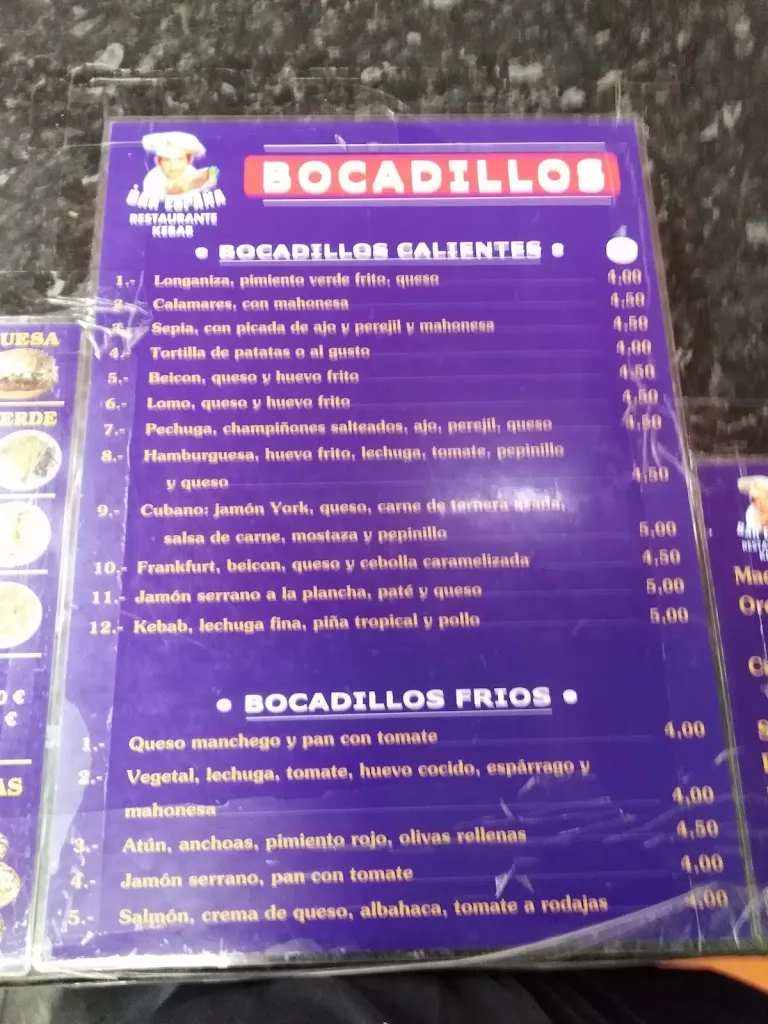 BOCADILLOS
BAR ESPAÑA
RESTAURANTE
KEBAB
• BOCADILLOS CALIENTES •
1.- Longaniza, pimiento verde frito, queso 4,00
2.- Calamares, con mahonesa 4,50
3.- Sepia, con picada de ajo y perejil y mahonesa 4,50
4.- Tortilla de patatas o al gusto 4,00
5.- Beicon, queso y huevo frito 4,50
6.- Lomo, queso y huevo frito 4,50
7.- Pechuga, champiñones salteados, ajo, perejil, queso 4,50
8.- Hamburguesa, huevo frito, lechuga, tomate, pepinillo
y queso 4,50
9.- Cubano: jamón York, queso, carne de ternera asada,
salsa de carne, mostaza y pepinillo 5,00
10.- Frankfurt, beicon, queso y cebolla caramelizada 4,50
11.- Jamón serrano a la plancha, paté y queso 5,00
12.- Kebab, lechuga fina, piña tropical y pollo 5,00
• BOCADILLOS FRIOS •
1.- Queso manchego y pan con tomate 4,00
2.- Vegetal, lechuga, tomate, huevo cocido, espárrago y
mahonesa 4,00
3.- Atún, anchoas, pimiento rojo, olivas rellenas 4,50
4.- Jamón serrano, pan con tomate 4,00
5.- Salmón, crema de queso, albahaca, tomate a rodajas 4,00
UESA
ERDE
€
€
AS